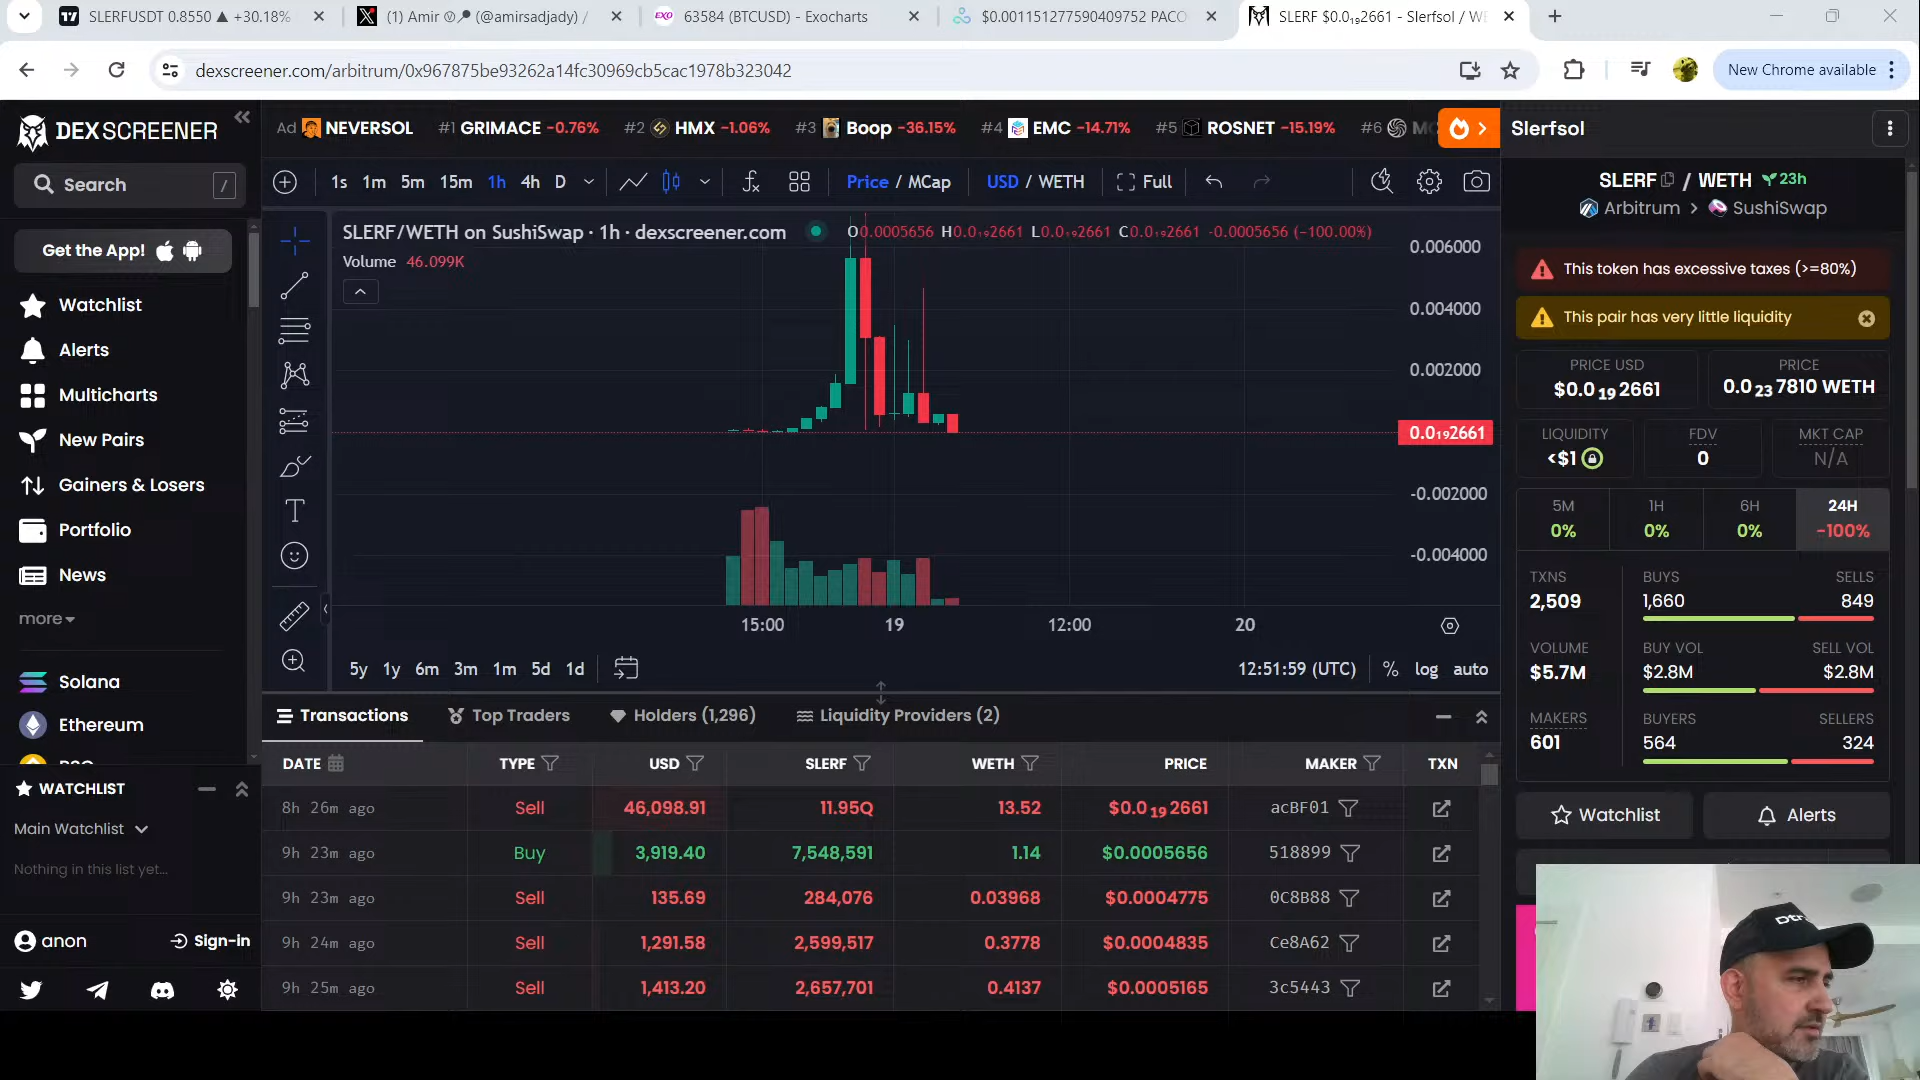 SLERFUSDT 0.8550 ▲ +30.18%
(1) Amir (@amirsadjady) /
EXO 63584 (BTCUSD) - Exocharts
$0.001151277590409752 PACO
SLERF $0.0₁₉2661 - Slerfsol / WE
dexscreener.com/arbitrum/0x967875be93262a14fc30969cb5cac1978b323042
New Chrome available
DEX SCREENER
Search
/
Get the App!
Watchlist
Alerts
Multicharts
New Pairs
Gainers & Losers
Portfolio
News
more
Solana
Ethereum
WATCHLIST
Main Watchlist
Nothing in this list yet...
anon
Sign-in
Ad NEVERSOL #1 GRIMACE -0.76% #2 HMX -1.06% #3 Boop -36.15% #4 EMC -14.71% #5 ROSNET -15.19% #6
1s 1m 5m 15m 1h 4h D Price / MCap USD / WETH Full
SLERF/WETH on SushiSwap · 1h · dexscreener.com O0.0005656 H0.0₁₉2661 L0.0₁₉2661 C0.0₁₉2661 -0.0005656 (-100.00%)
Volume 46.099K
0.006000
0.004000
0.002000
0.0₁₉2661
-0.002000
-0.004000
15:00 19 12:00 20
5y 1y 6m 3m 1m 5d 1d
12:51:59 (UTC) % log auto
Transactions Top Traders Holders (1,296) Liquidity Providers (2)
DATE TYPE USD SLERF WETH PRICE MAKER TXN
8h 26m ago Sell 46,098.91 11.95Q 13.52 $0.0₁₉2661 acBF01
9h 23m ago Buy 3,919.40 7,548,591 1.14 $0.0005656 518899
9h 23m ago Sell 135.69 284,076 0.03968 $0.0004775 0C8B88
9h 24m ago Sell 1,291.58 2,599,517 0.3778 $0.0004835 Ce8A62
9h 25m ago Sell 1,413.20 2,657,701 0.4137 $0.0005165 3c5443
Slerfsol
SLERF / WETH 23h
Arbitrum > SushiSwap
This token has excessive taxes (>=80%)
This pair has very little liquidity
PRICE USD
$0.0₁₉2661
PRICE
0.0₂₃7810 WETH
LIQUIDITY
<$1
FDV
0
MKT CAP
N/A
5M 1H 6H 24H
0% 0% 0% -100%
TXNS
2,509
BUYS SELLS
1,660 849
VOLUME
$5.7M
BUY VOL SELL VOL
$2.8M $2.8M
MAKERS
601
BUYERS SELLERS
564 324
Watchlist
Alerts